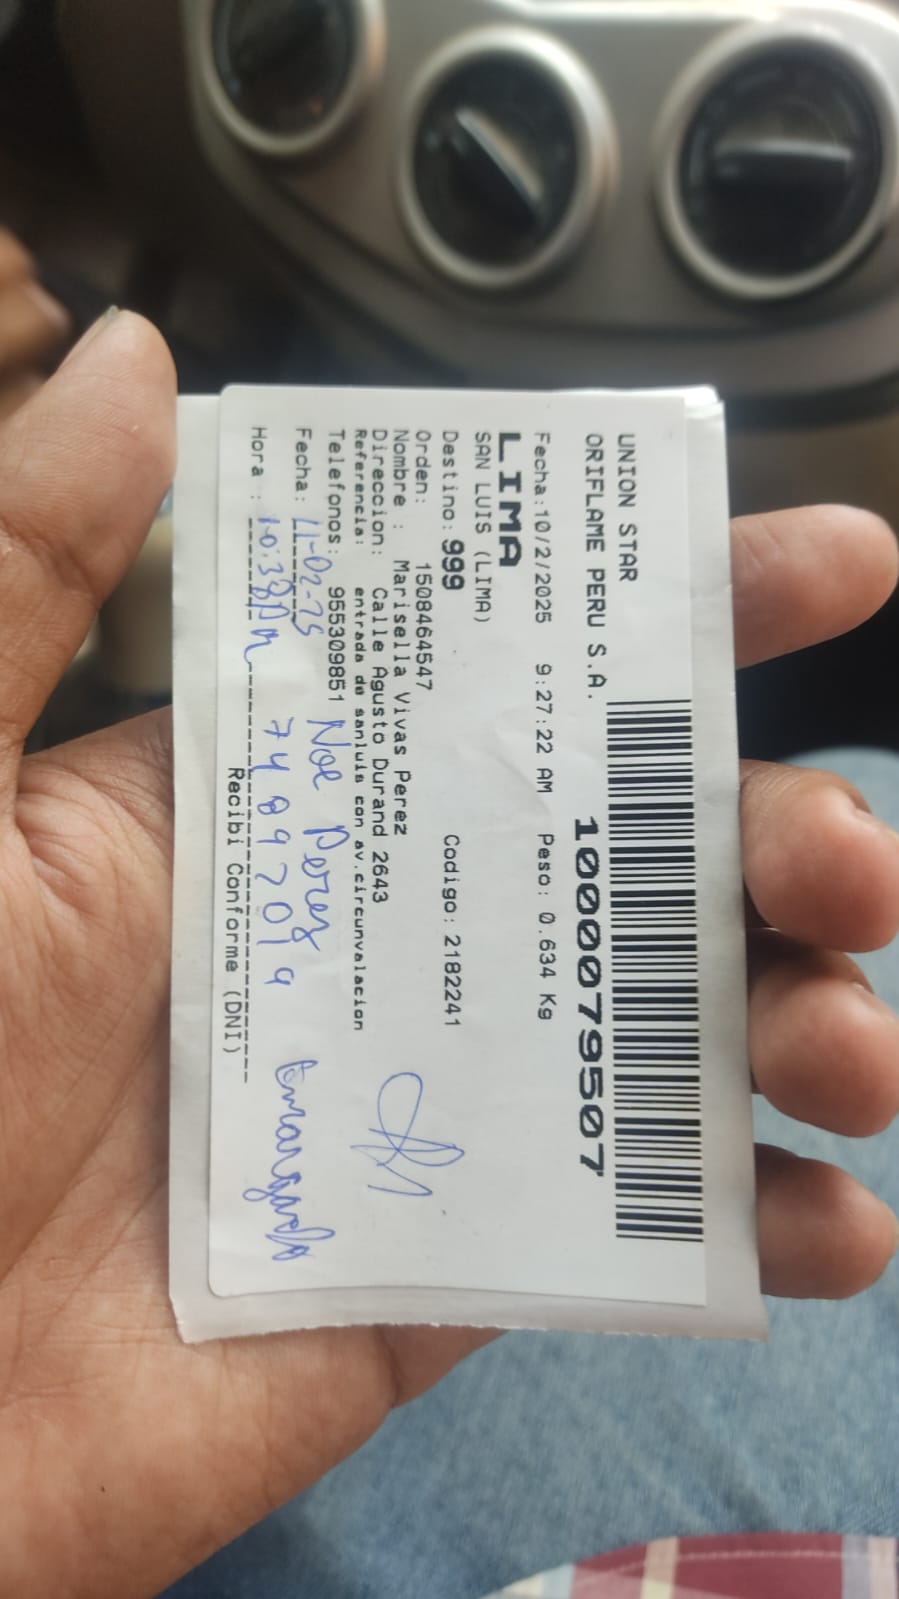 UNION STAR
ORIFLAME PERU S.A.
1000079507
Fecha:10/2/2025 9:27:22 AM Peso: 0.634 Kg
LIMA
SAN LUIS (LIMA)
Destino: 999 Codigo: 2182241
Orden: 1508464547
Nombre : Marisella Vivas Perez
Direccion: Calle Agusto Durand 2643
Referencia: entrada de sanluis con av.circunvalacion
Telefonos: 955309851
Noe Perez
Fecha: 11-02-25
Hora : 10:38AM
Recibi Conforme (DNI)